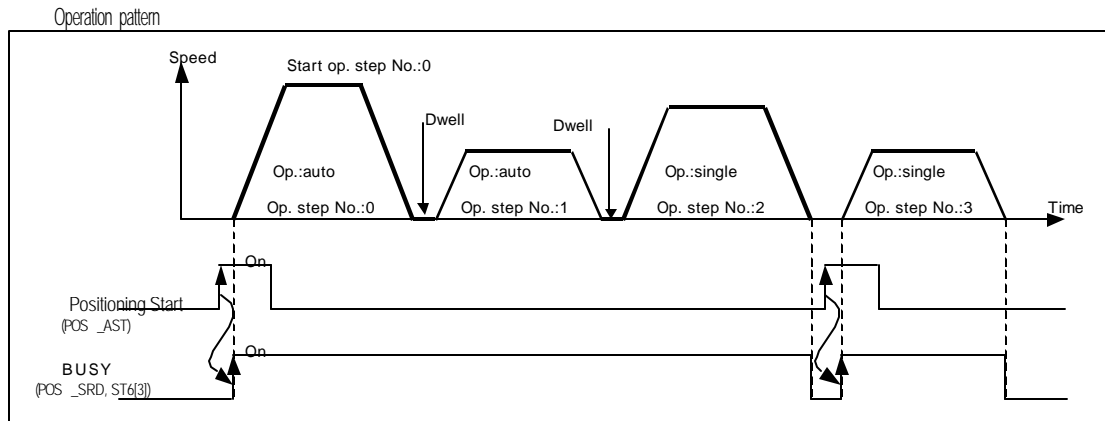 Operation pattern
Speed
Start op. step No.:0
Dwell
Dwell
Op.:auto
Op.:auto
Op.:single
Op.:single
Op. step No.:0
Op. step No.:1
Op. step No.:2
Op. step No.:3
Time
On
Positioning Start
(POS _AST)
On
BUSY
(POS _SRD, ST6[3])